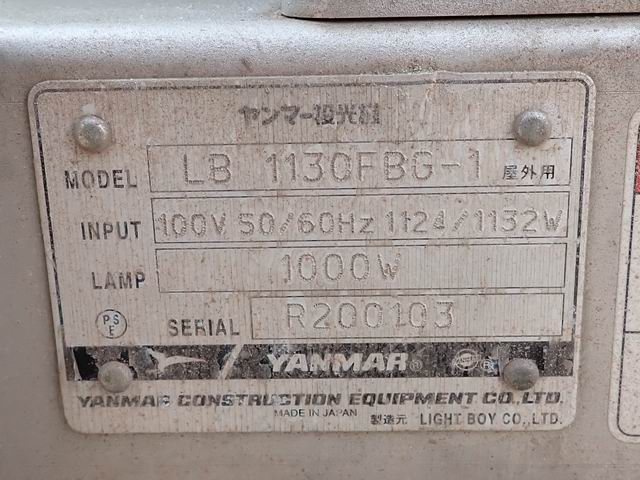 ヤンマー投光機
MODEL LB 1130FBG-1 屋外用
INPUT 100V 50/60Hz 1124/1132W
LAMP 1000W
PSE SERIAL R200103
YANMAR®
YANMAR CONSTRUCTION EQUIPMENT CO.,LTD.
MADE IN JAPAN
製造元 LIGHT BOY CO.,LTD.